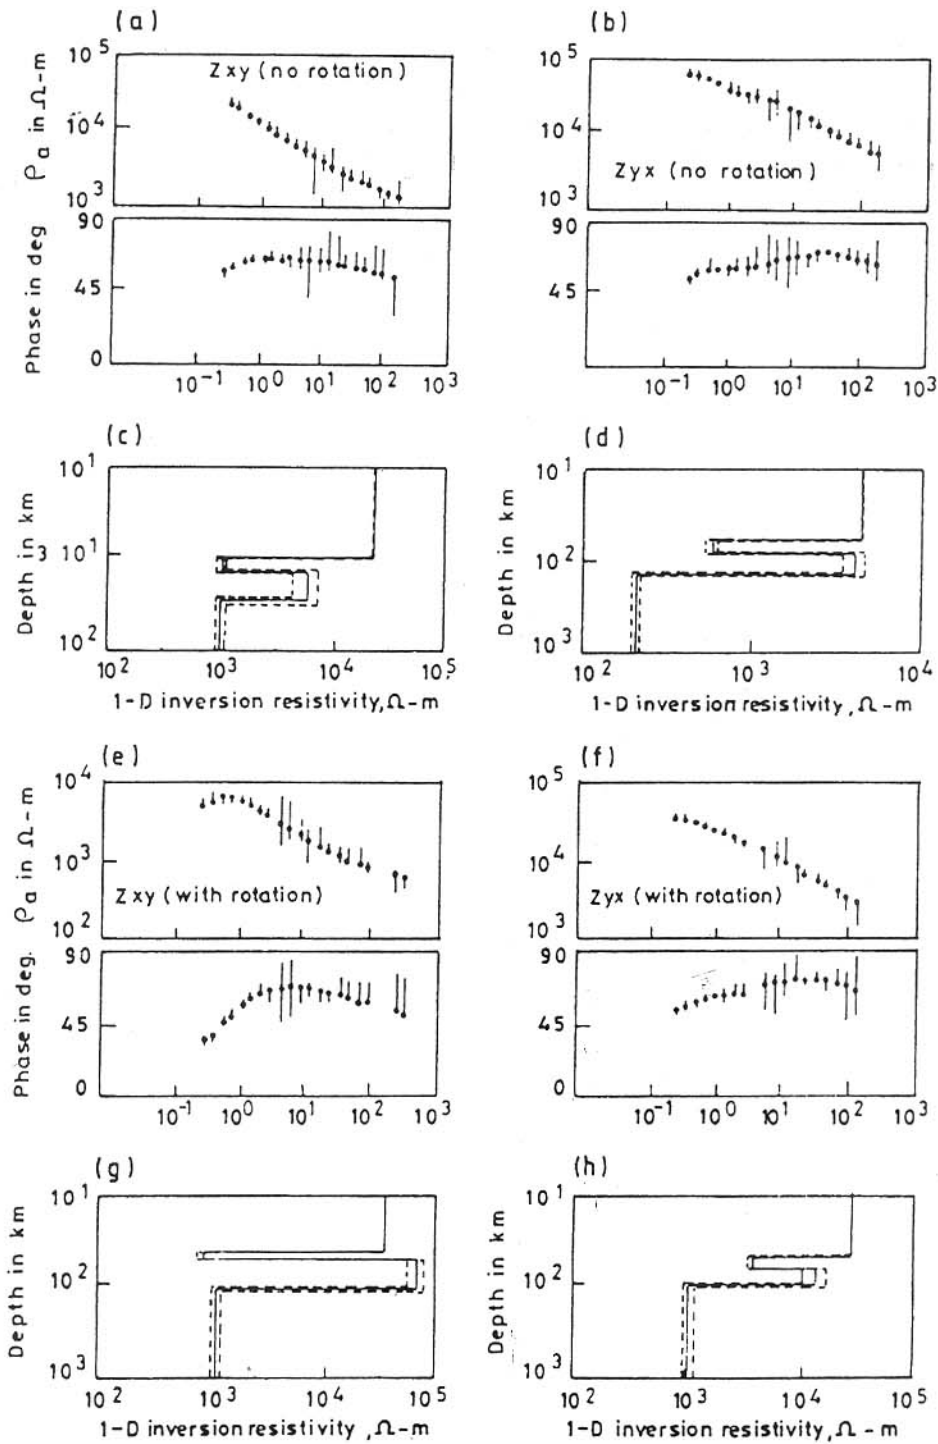 (a)
10^5
10^4
10^3
ρa in Ω-m
Zxy (no rotation)
90
45
0
Phase in deg
10^-1 10^0 10^1 10^2 10^3
(b)
10^5
10^4
10^3
Zyx (no rotation)
90
45
0
10^-1 10^0 10^1 10^2 10^3
(c)
10^1
3 10^1
10^2
Depth in km
10^2 10^3 10^4 10^5
1-D inversion resistivity, Ω-m
(d)
10^1
10^2
10^3
Depth in km
10^2 10^3 10^4
1-D inversion resistivity, Ω-m
(e)
10^4
10^3
10^2
ρa in Ω-m
Zxy (with rotation)
90
45
0
Phase in deg.
10^-1 10^0 10^1 10^2 10^3
(f)
10^5
10^4
10^3
Zyx (with rotation)
90
45
0
10^-1 10^0 10^1 10^2 10^3
(g)
10^1
10^2
10^3
Depth in km
10^2 10^3 10^4 10^5
1-D inversion resistivity, Ω-m
(h)
10^1
10^2
10^3
Depth in km
10^2 10^3 10^4 10^5
1-D inversion resistivity, Ω-m